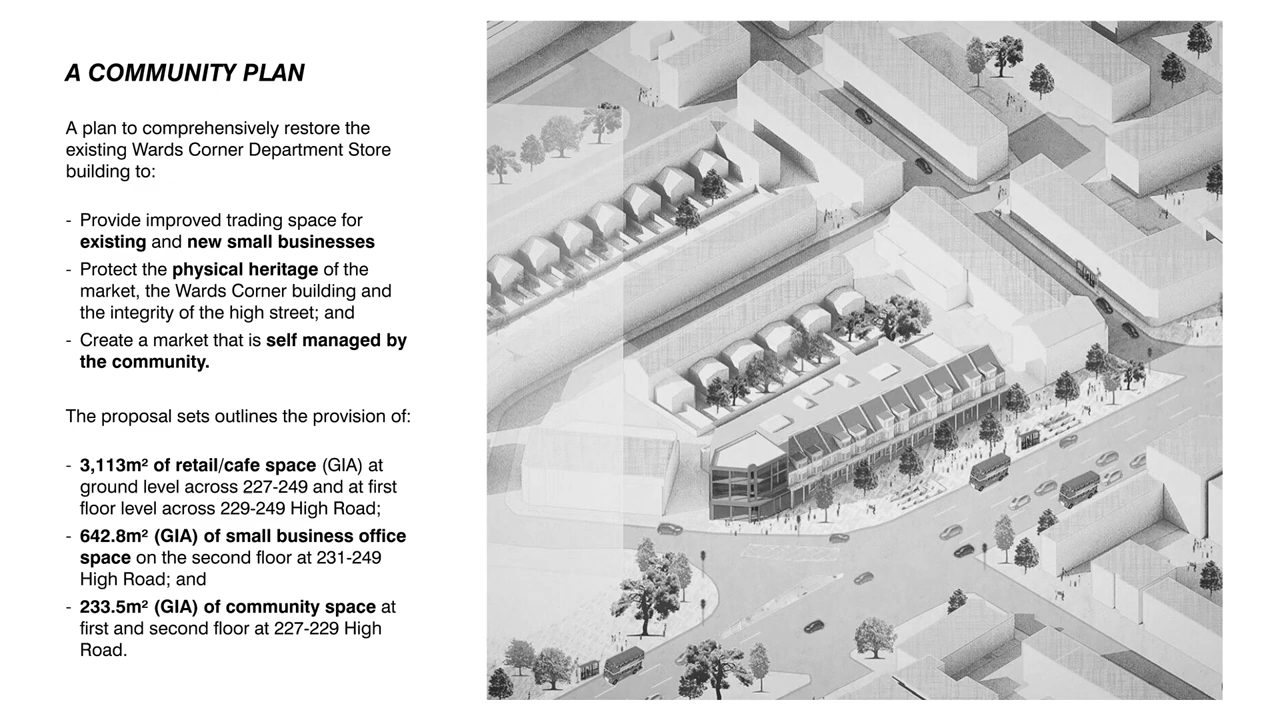 A COMMUNITY PLAN
A plan to comprehensively restore the
existing Wards Corner Department Store
building to:
- Provide improved trading space for
existing and new small businesses
- Protect the physical heritage of the
market, the Wards Corner building and
the integrity of the high street; and
- Create a market that is self managed by
the community.
The proposal sets outlines the provision of:
- 3,113m² of retail/cafe space (GIA) at
ground level across 227-249 and at first
floor level across 229-249 High Road;
- 642.8m² (GIA) of small business office
space on the second floor at 231-249
High Road; and
- 233.5m² (GIA) of community space at
first and second floor at 227-229 High
Road.